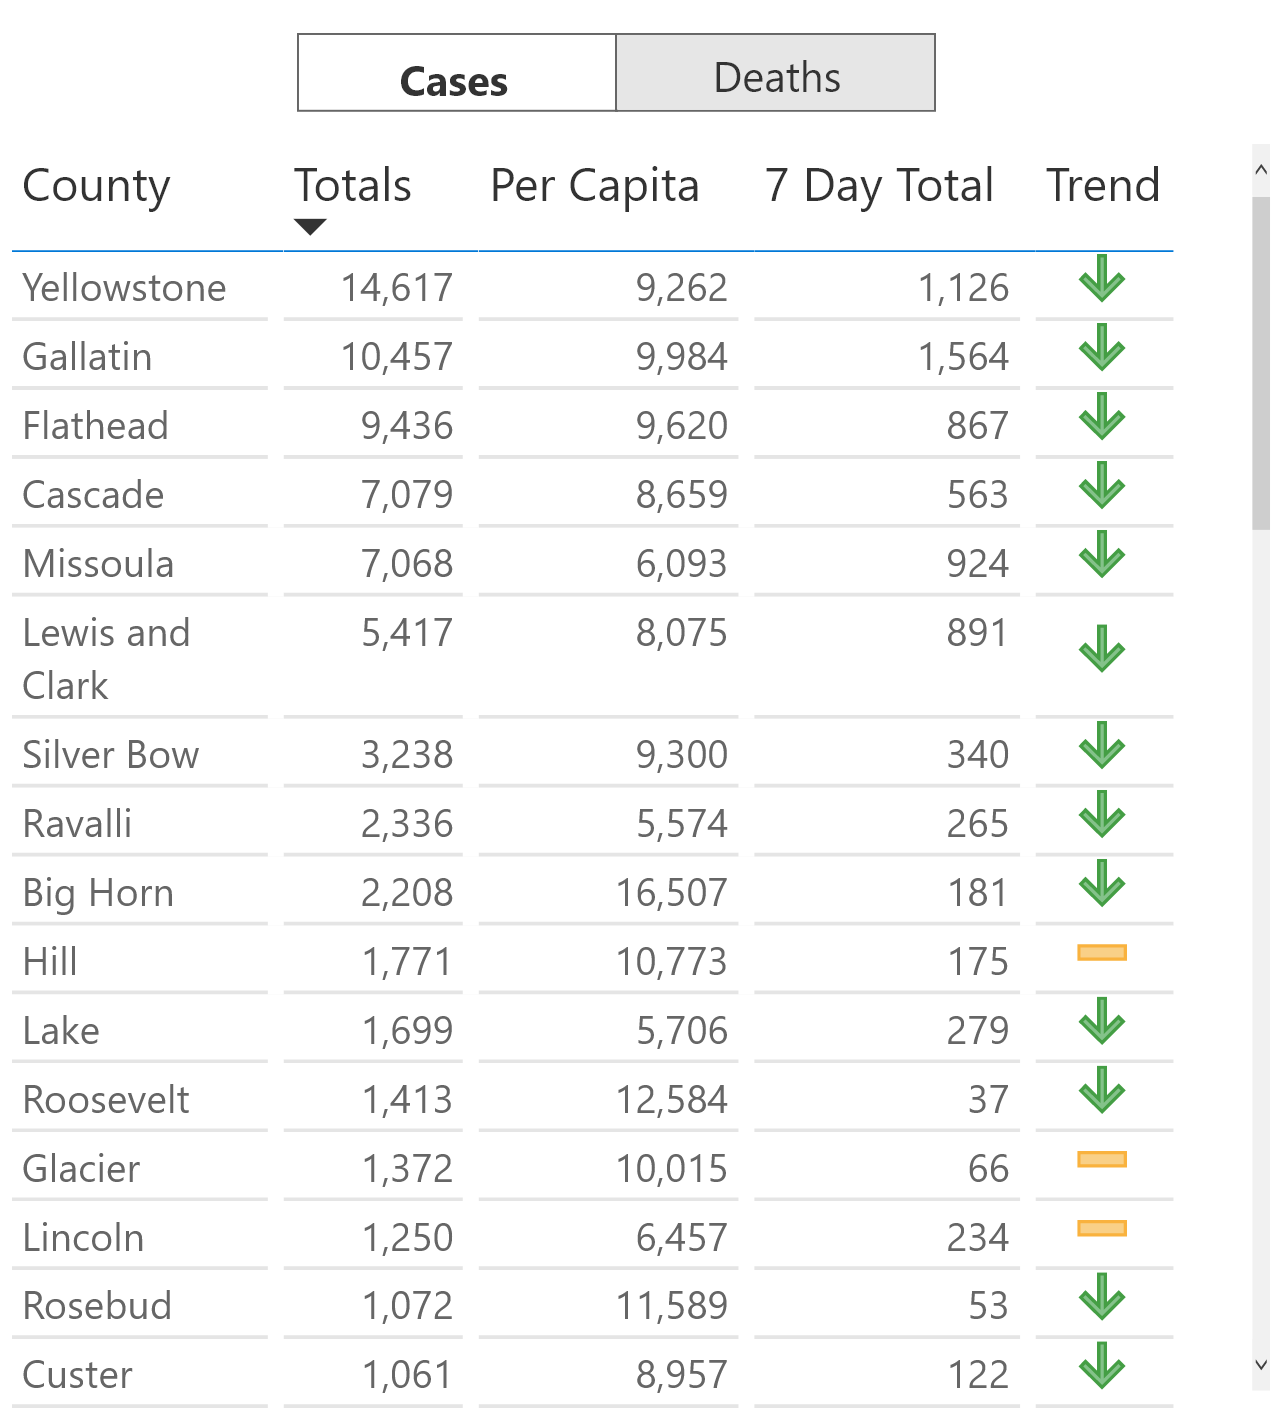 Cases Deaths
County Totals Per Capita 7 Day Total Trend
Yellowstone 14,617 9,262 1,126
Gallatin 10,457 9,984 1,564
Flathead 9,436 9,620 867
Cascade 7,079 8,659 563
Missoula 7,068 6,093 924
Lewis and 5,417 8,075 891
Clark
Silver Bow 3,238 9,300 340
Ravalli 2,336 5,574 265
Big Horn 2,208 16,507 181
Hill 1,771 10,773 175
Lake 1,699 5,706 279
Roosevelt 1,413 12,584 37
Glacier 1,372 10,015 66
Lincoln 1,250 6,457 234
Rosebud 1,072 11,589 53
Custer 1,061 8,957 122